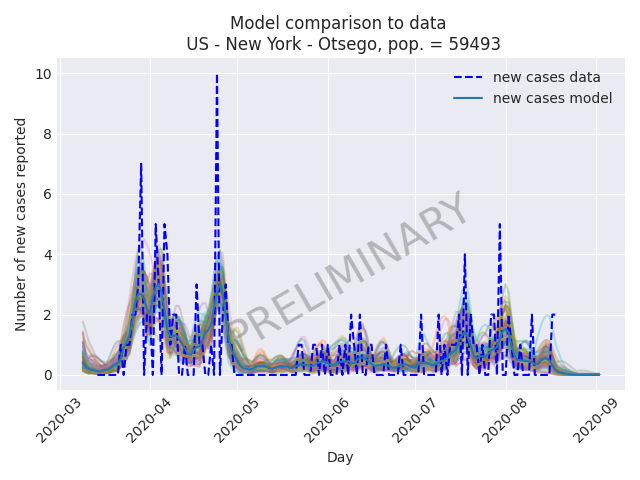 Model comparison to data
US - New York - Otsego, pop. = 59493
Number of new cases reported
10
8
6
4
2
0
new cases data
new cases model
PRELIMINARY
2020-03
2020-04
2020-05
2020-06
2020-07
2020-08
2020-09
Day